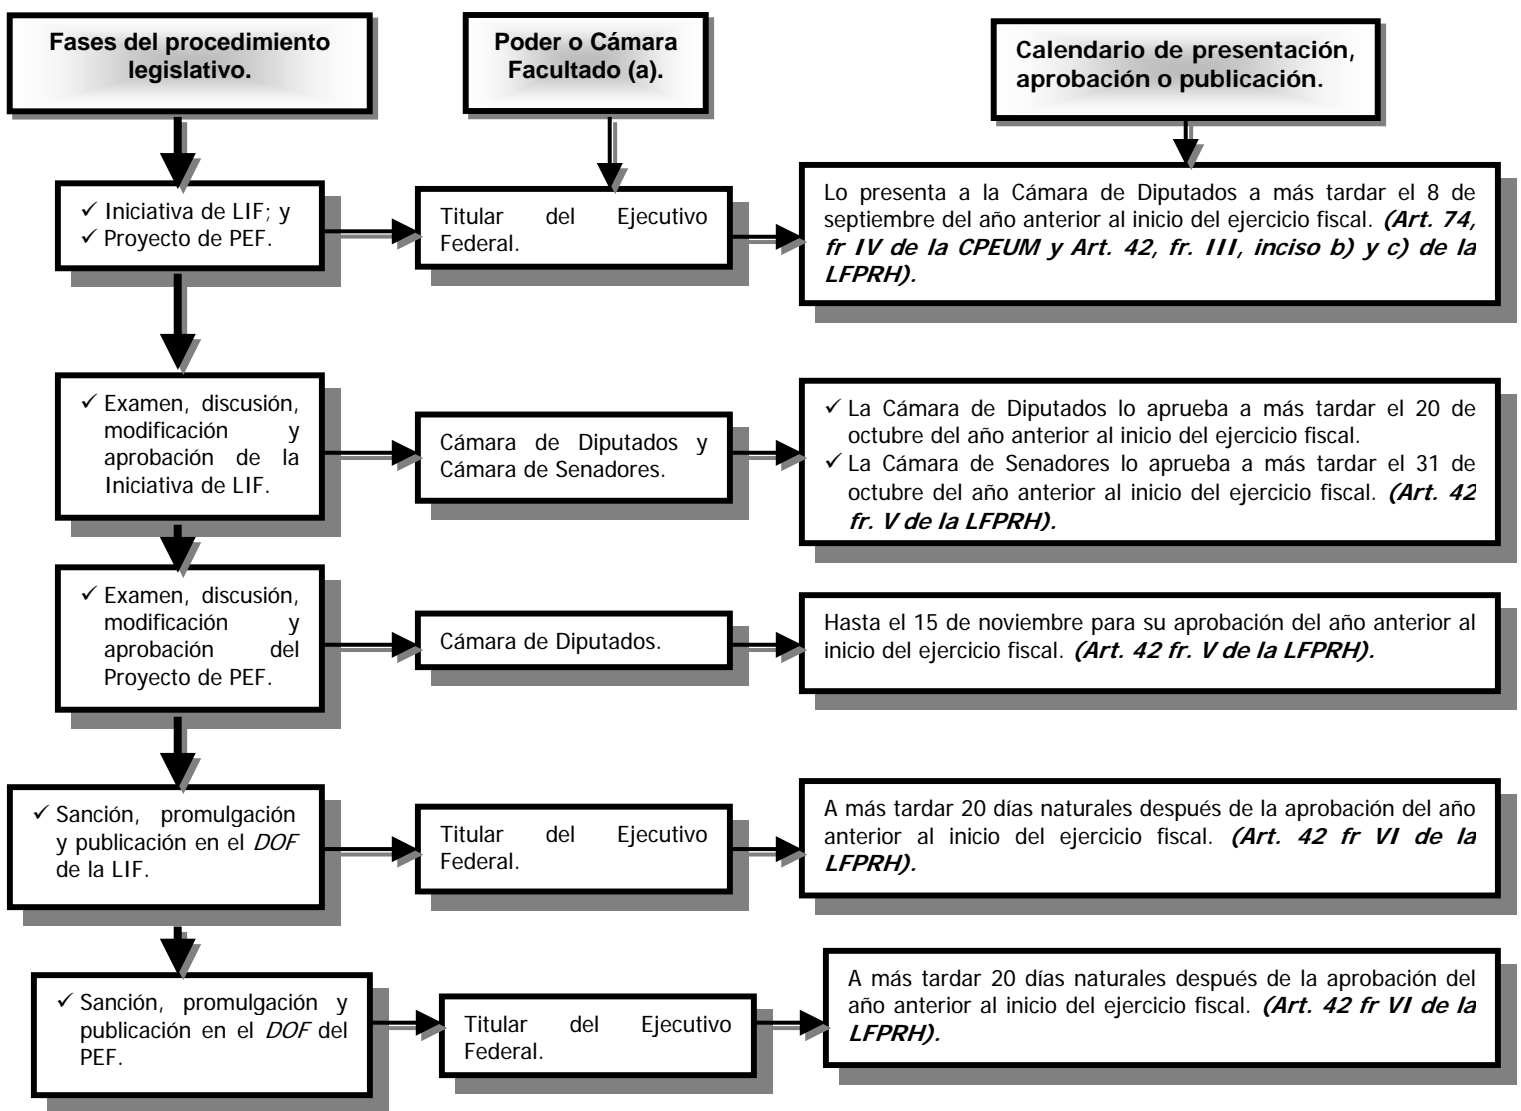 Fases del procedimiento
legislativo.
Poder o Cámara
Facultado (a).
Calendario de presentación,
aprobación o publicación.
✓ Iniciativa de LIF; y
✓ Proyecto de PEF.
Titular del Ejecutivo
Federal.
Lo presenta a la Cámara de Diputados a más tardar el 8 de
septiembre del año anterior al inicio del ejercicio fiscal. (Art. 74,
fr IV de la CPEUM y Art. 42, fr. III, inciso b) y c) de la
LFPRH).
✓ Examen, discusión,
modificación y
aprobación de la
Iniciativa de LIF.
Cámara de Diputados y
Cámara de Senadores.
✓ La Cámara de Diputados lo aprueba a más tardar el 20 de
octubre del año anterior al inicio del ejercicio fiscal.
✓ La Cámara de Senadores lo aprueba a más tardar el 31 de
octubre del año anterior al inicio del ejercicio fiscal. (Art. 42
fr. V de la LFPRH).
✓ Examen, discusión,
modificación y
aprobación del
Proyecto de PEF.
Cámara de Diputados.
Hasta el 15 de noviembre para su aprobación del año anterior al
inicio del ejercicio fiscal. (Art. 42 fr. V de la LFPRH).
✓ Sanción, promulgación
y publicación en el DOF
de la LIF.
Titular del Ejecutivo
Federal.
A más tardar 20 días naturales después de la aprobación del año
anterior al inicio del ejercicio fiscal. (Art. 42 fr VI de la
LFPRH).
✓ Sanción, promulgación y
publicación en el DOF del
PEF.
Titular del Ejecutivo
Federal.
A más tardar 20 días naturales después de la aprobación del
año anterior al inicio del ejercicio fiscal. (Art. 42 fr VI de la
LFPRH).